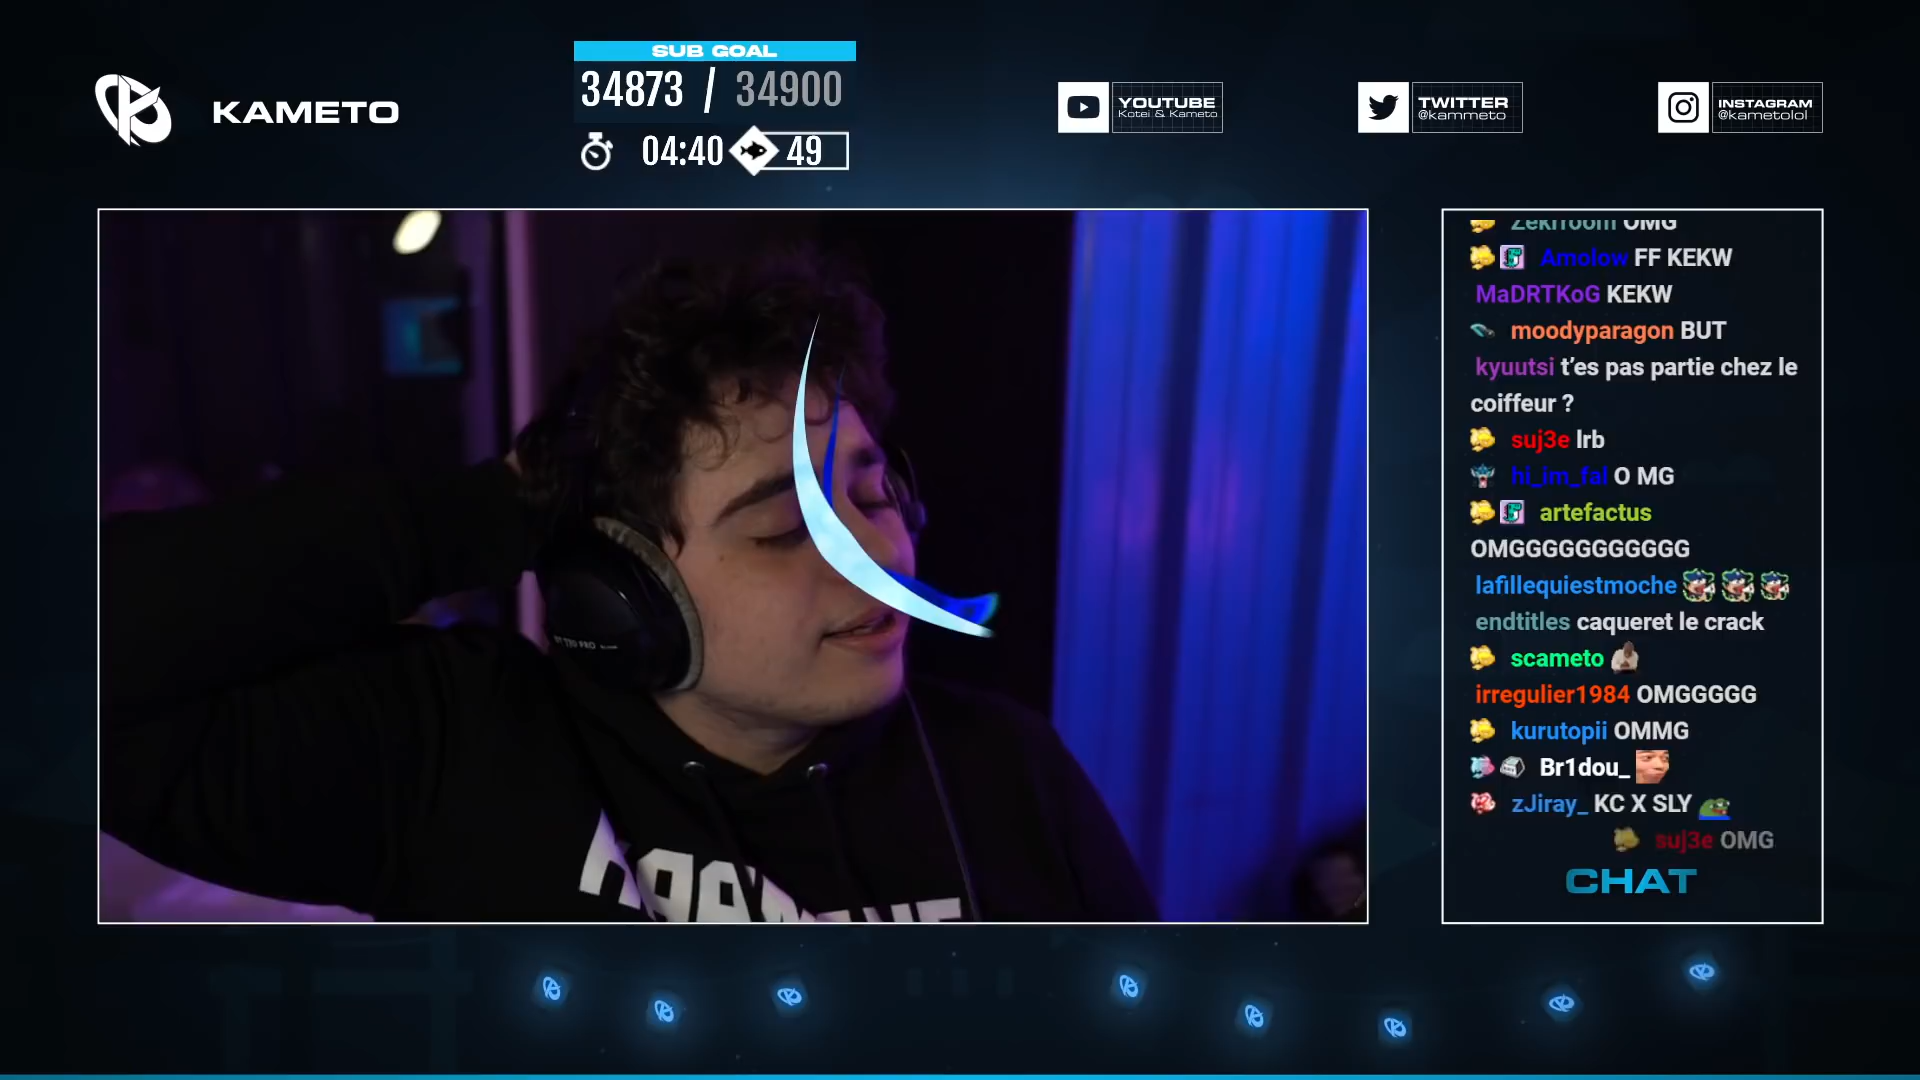 KAMETO
SUB GOAL
34873 / 34900
04:40
49
YOUTUBE
Kotei & Kameto
TWITTER
@kammeto
INSTAGRAM
@kametolol
OMG
Amolow FF KEKW
MaDRTKoG KEKW
moodyparagon BUT
kyuutsi t’es pas partie chez le
coiffeur ?
suj3e lrb
hi_im_fal O MG
artefactus
OMGGGGGGGGGGG
lafillequiestmoche
endtitles caqueret le crack
scameto
irregulier1984 OMGGGGG
kurutopii OMMG
Br1dou_
zJiray_ KC X SLY
suj3e OMG
CHAT